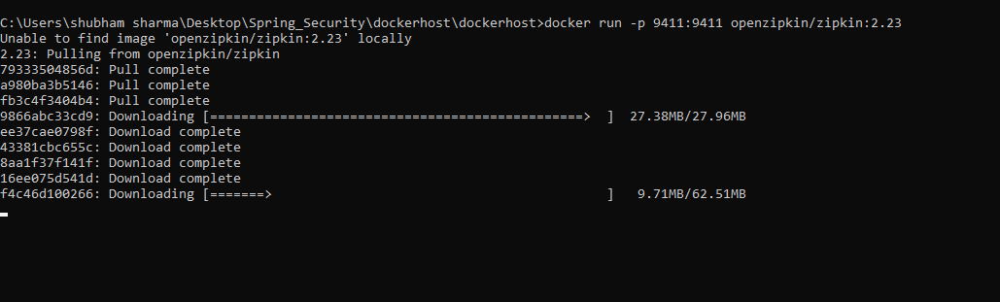 C:\Users\shubham sharma\Desktop\Spring_Security\dockerhost\dockerhost>docker run -p 9411:9411 openzipkin/zipkin:2.23
Unable to find image 'openzipkin/zipkin:2.23' locally
2.23: Pulling from openzipkin/zipkin
79333504856d: Pull complete
a980ba3b5146: Pull complete
fb3c4f3404b4: Pull complete
9866abc33cd9: Downloading [================================================>  ]  27.38MB/27.96MB
ee37cae0798f: Download complete
43381cbc655c: Download complete
8aa1f37f141f: Download complete
16ee075d541d: Download complete
f4c46d100266: Downloading [=======>                                           ]   9.71MB/62.51MB